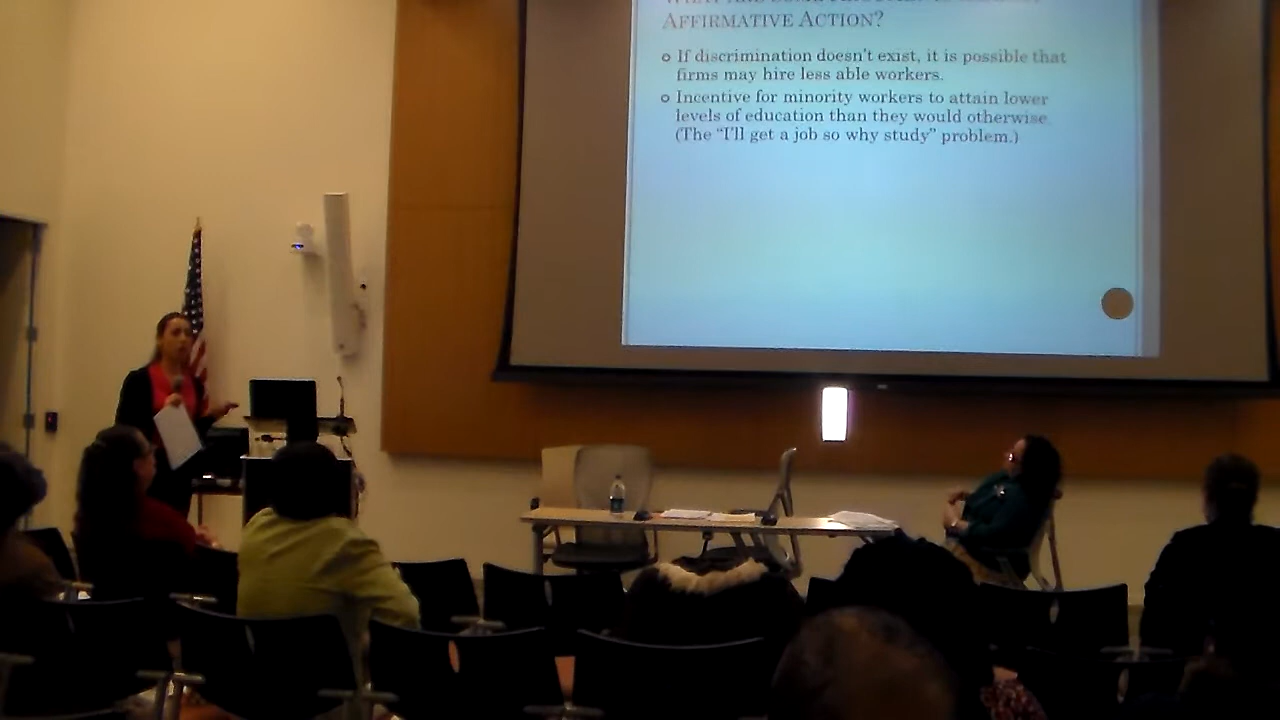 AFFIRMATIVE ACTION?
If discrimination doesn't exist, it is possible that
firms may hire less able workers.
Incentive for minority workers to attain lower
levels of education than they would otherwise.
(The "I'll get a job so why study" problem.)